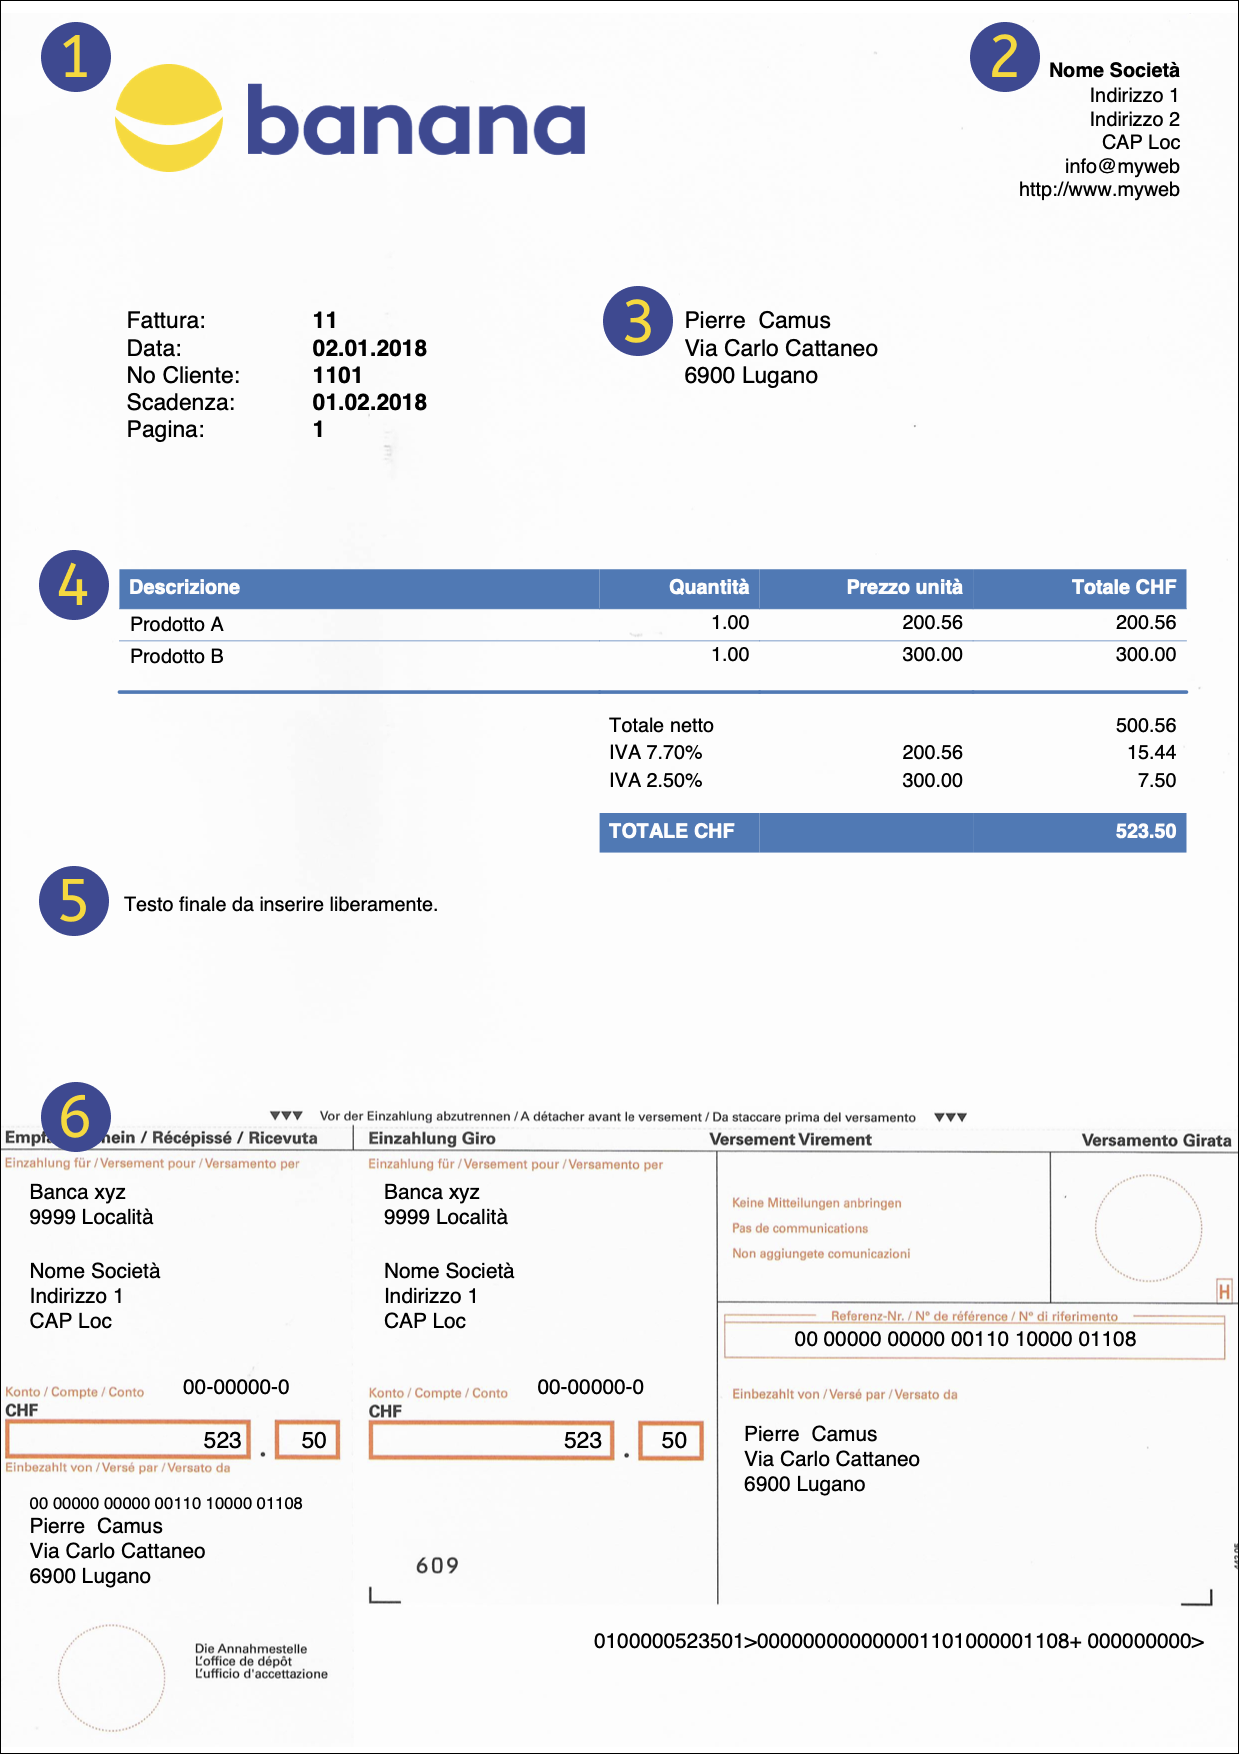 1
banana
2
Nome Società
Indirizzo 1
Indirizzo 2
CAP Loc
info@myweb
http://www.myweb
Fattura: 11
Data: 02.01.2018
No Cliente: 1101
Scadenza: 01.02.2018
Pagina: 1
3
Pierre Camus
Via Carlo Cattaneo
6900 Lugano
4
Descrizione Quantità Prezzo unità Totale CHF
Prodotto A 1.00 200.56 200.56
Prodotto B 1.00 300.00 300.00
Totale netto 500.56
IVA 7.70% 200.56 15.44
IVA 2.50% 300.00 7.50
TOTALE CHF 523.50
5
Testo finale da inserire liberamente.
6
▼▼▼ Vor der Einzahlung abzutrennen / A détacher avant le versement / Da staccare prima del versamento ▼▼▼
/ Récépissé / Ricevuta
Einzahlung für / Versement pour / Versamento per
Banca xyz
9999 Località
Nome Società
Indirizzo 1
CAP Loc
Konto / Compte / Conto 00-00000-0
CHF
523 . 50
Einbezahlt von / Versé par / Versato da
00 00000 00000 00110 10000 01108
Pierre Camus
Via Carlo Cattaneo
6900 Lugano
Die Annahmestelle
L'office de dépôt
L'ufficio d'accettazione
Einzahlung Giro Versement Virement Versamento Girata
Einzahlung für / Versement pour / Versamento per
Banca xyz
9999 Località
Nome Società
Indirizzo 1
CAP Loc
Konto / Compte / Conto 00-00000-0
CHF
523 . 50
609
Keine Mitteilungen anbringen
Pas de communications
Non aggiungete comunicazioni
H
Referenz-Nr. / N° de référence / N° di riferimento
00 00000 00000 00110 10000 01108
Einbezahlt von / Versé par / Versato da
Pierre Camus
Via Carlo Cattaneo
6900 Lugano
0100000523501>000000000000001101000001108+ 000000000>